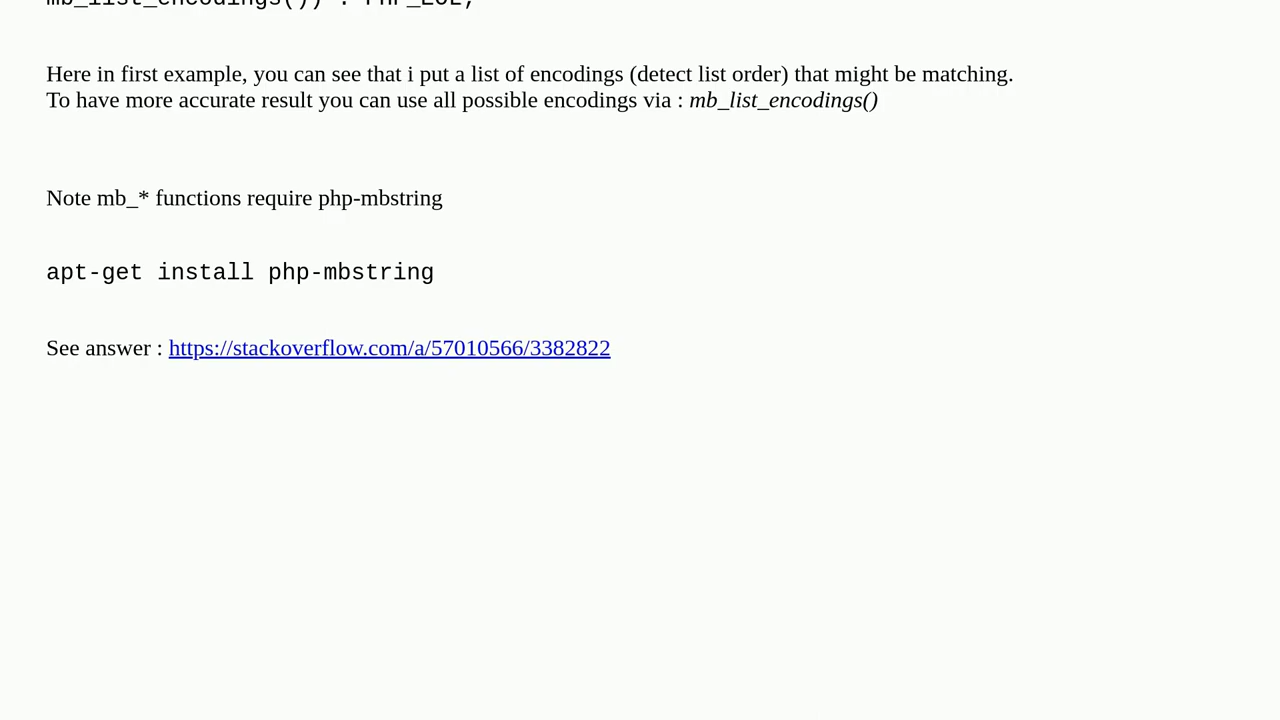 mb_list_encodings()) . PHP_EOL;
Here in first example, you can see that i put a list of encodings (detect list order) that might be matching.
To have more accurate result you can use all possible encodings via : mb_list_encodings()
Note mb_* functions require php-mbstring
apt-get install php-mbstring
See answer : https://stackoverflow.com/a/57010566/3382822